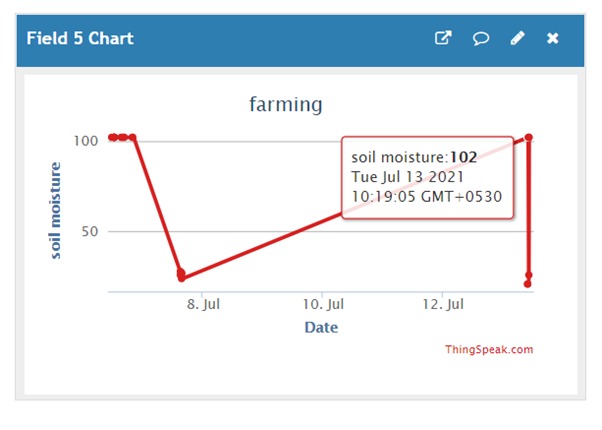 Field 5 Chart
farming
soil moisture
100
50
soil moisture:102
Tue Jul 13 2021
10:19:05 GMT+0530
8. Jul
10. Jul
12. Jul
Date
ThingSpeak.com